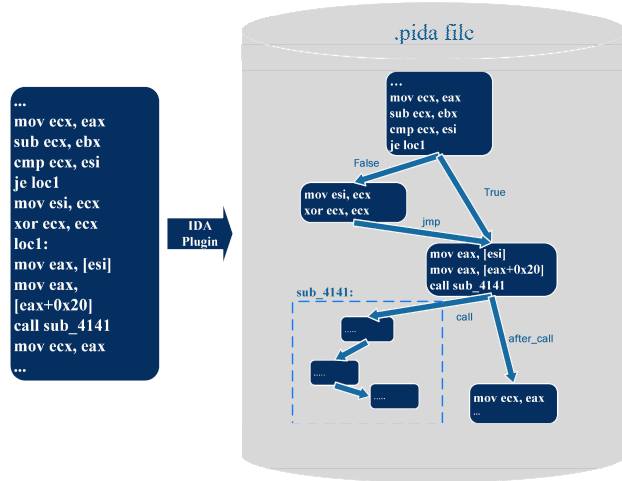 ...
mov ecx, eax
sub ecx, ebx
cmp ecx, esi
je loc1
mov esi, ecx
xor ecx, ecx
loc1:
mov eax, [esi]
mov eax,
[eax+0x20]
call sub_4141
mov ecx, eax
...
IDA
Plugin
.pida file
...
mov ecx, eax
sub ecx, ebx
cmp ecx, esi
je loc1
False
True
mov esi, ecx
xor ecx, ecx
jmp
mov eax, [esi]
mov eax, [eax+0x20]
call sub_4141
sub_4141:
call
after_call
.....
.....
.....
mov ecx, eax
...